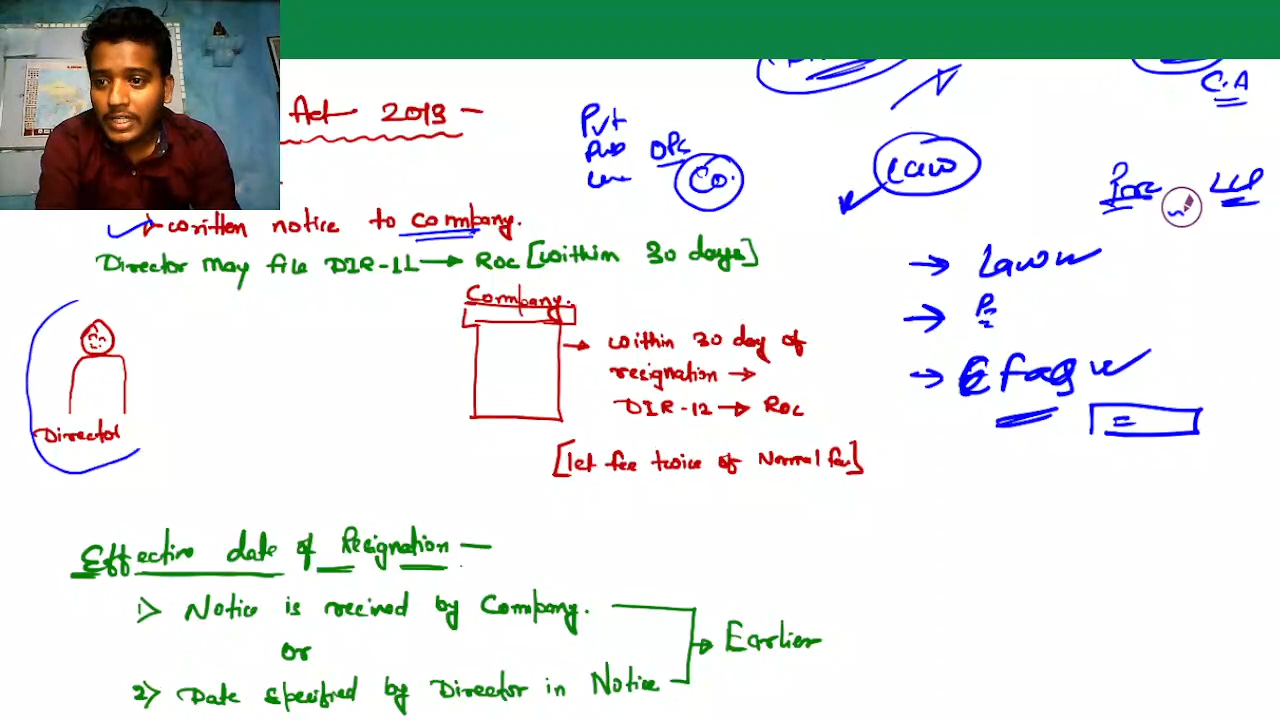 Act 2013 —
Pvt
OPC
Co.
Law
C.A
LLP
written notice to company.
Director may file DIR-11 → ROC [within 30 days]
Company.
→ within 30 day of
resignation →
DIR-12 → ROC
[let fee twice of Normal fee]
Director
→ Law
→
→
Effective date of Resignation —
1> Notice is recived by Company.
or
Earlier
2> Date specified by Director in Notice